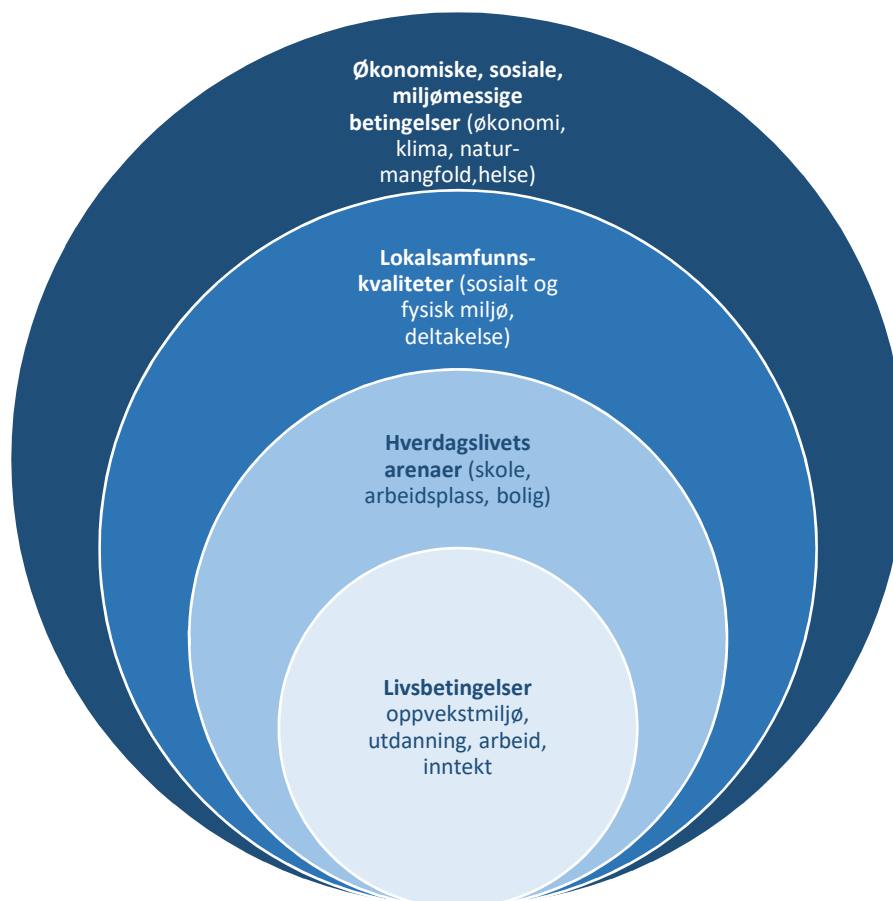 Økonomiske, sosiale,
miljømessige
betingelser (økonomi,
klima, natur-
mangfold,helse)
Lokalsamfunns-
kvaliteter (sosialt og
fysisk miljø,
deltakelse)
Hverdagslivets
arenaer (skole,
arbeidsplass, bolig)
Livsbetingelser
oppvekstmiljø,
utdanning, arbeid,
inntekt